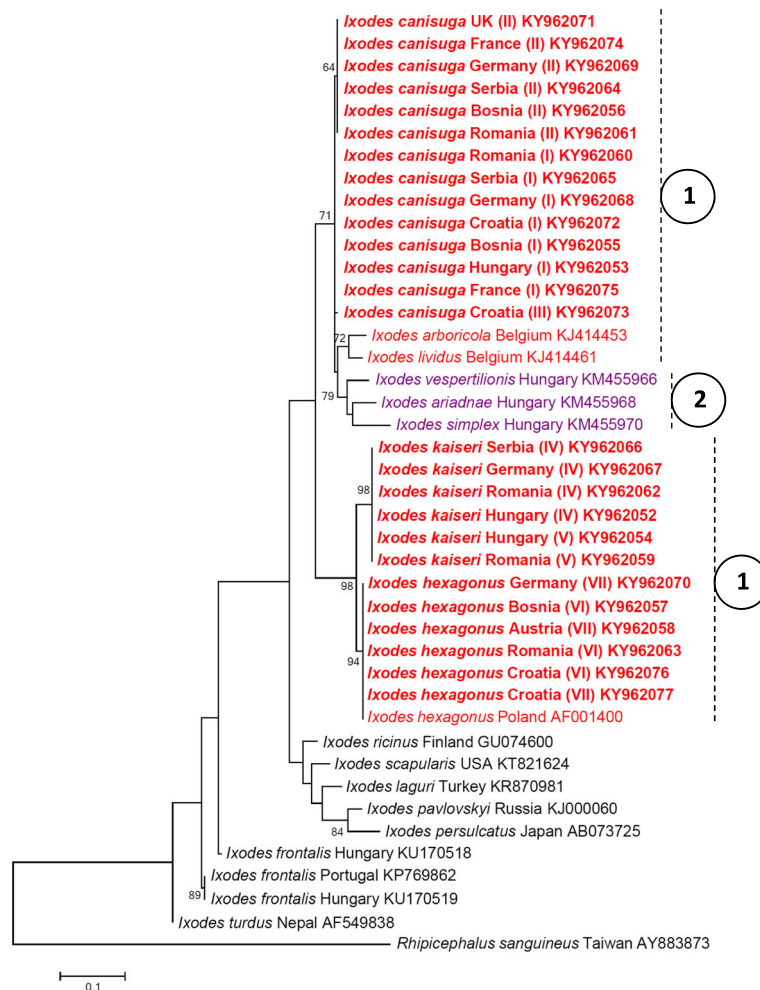 Ixodes canisuga UK (II) KY962071
Ixodes canisuga France (II) KY962074
64
Ixodes canisuga Germany (II) KY962069
Ixodes canisuga Serbia (II) KY962064
Ixodes canisuga Bosnia (II) KY962056
Ixodes canisuga Romania (II) KY962061
Ixodes canisuga Romania (I) KY962060
Ixodes canisuga Serbia (I) KY962065
1
Ixodes canisuga Germany (I) KY962068
71
Ixodes canisuga Croatia (I) KY962072
Ixodes canisuga Bosnia (I) KY962055
Ixodes canisuga Hungary (I) KY962053
Ixodes canisuga France (I) KY962075
Ixodes canisuga Croatia (III) KY962073
72
Ixodes arboricola Belgium KJ414453
Ixodes lividus Belgium KJ414461
Ixodes vespertilionis Hungary KM455966
79
Ixodes ariadnae Hungary KM455968
2
Ixodes simplex Hungary KM455970
Ixodes kaiseri Serbia (IV) KY962066
Ixodes kaiseri Germany (IV) KY962067
98
Ixodes kaiseri Romania (IV) KY962062
Ixodes kaiseri Hungary (IV) KY962052
Ixodes kaiseri Hungary (V) KY962054
Ixodes kaiseri Romania (V) KY962059
98
Ixodes hexagonus Germany (VII) KY962070
1
Ixodes hexagonus Bosnia (VI) KY962057
Ixodes hexagonus Austria (VII) KY962058
Ixodes hexagonus Romania (VI) KY962063
94
Ixodes hexagonus Croatia (VI) KY962076
Ixodes hexagonus Croatia (VII) KY962077
Ixodes hexagonus Poland AF001400
Ixodes ricinus Finland GU074600
Ixodes scapularis USA KT821624
Ixodes laguri Turkey KR870981
Ixodes pavlovskyi Russia KJ000060
84
Ixodes persulcatus Japan AB073725
Ixodes frontalis Hungary KU170518
Ixodes frontalis Portugal KP769862
89
Ixodes frontalis Hungary KU170519
Ixodes turdus Nepal AF549838
Rhipicephalus sanguineus Taiwan AY883873
0.1